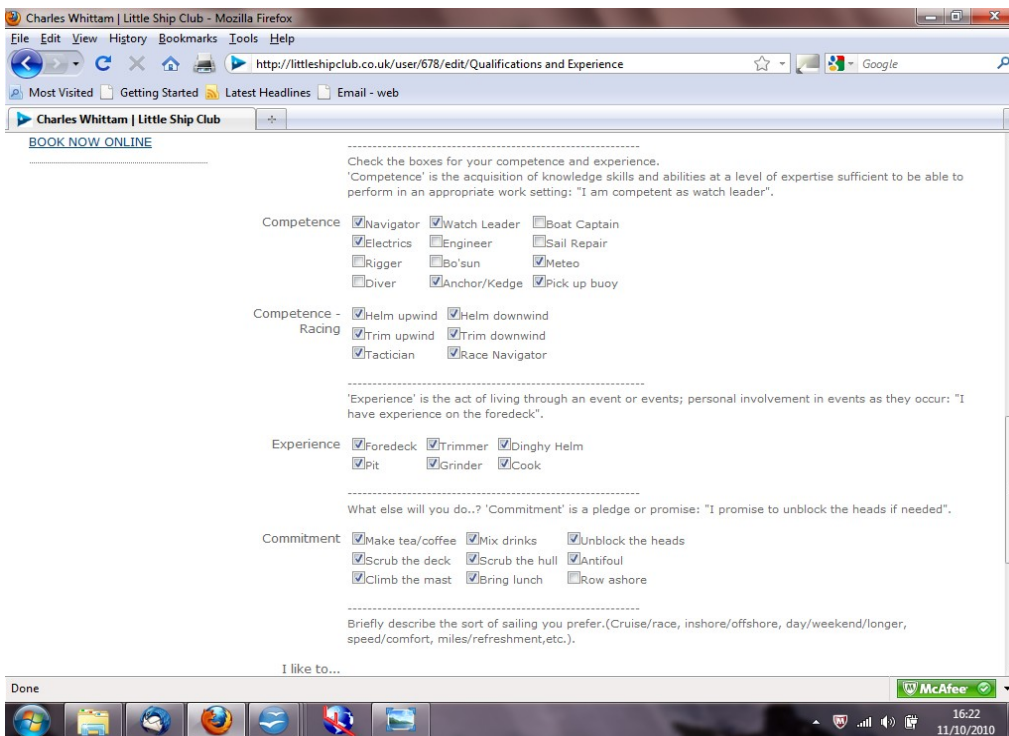 Charles Whittam | Little Ship Club - Mozilla Firefox
File Edit View History Bookmarks Tools Help
http://littleshipclub.co.uk/user/678/edit/Qualifications and Experience
Google
Most Visited Getting Started Latest Headlines Email - web
Charles Whittam | Little Ship Club
BOOK NOW ONLINE
Check the boxes for your competence and experience.
'Competence' is the acquisition of knowledge skills and abilities at a level of expertise sufficient to be able to
perform in an appropriate work setting: "I am competent as watch leader".
Competence Navigator Watch Leader Boat Captain
Electrics Engineer Sail Repair
Rigger Bo'sun Meteo
Diver Anchor/Kedge Pick up buoy
Competence - Helm upwind Helm downwind
Racing Trim upwind Trim downwind
Tactician Race Navigator
'Experience' is the act of living through an event or events; personal involvement in events as they occur: "I
have experience on the foredeck".
Experience Foredeck Trimmer Dinghy Helm
Pit Grinder Cook
What else will you do..? 'Commitment' is a pledge or promise: "I promise to unblock the heads if needed".
Commitment Make tea/coffee Mix drinks Unblock the heads
Scrub the deck Scrub the hull Antifoul
Climb the mast Bring lunch Row ashore
Briefly describe the sort of sailing you prefer.(Cruise/race, inshore/offshore, day/weekend/longer,
speed/comfort, miles/refreshment,etc.).
I like to...
Done
McAfee
16:22
11/10/2010